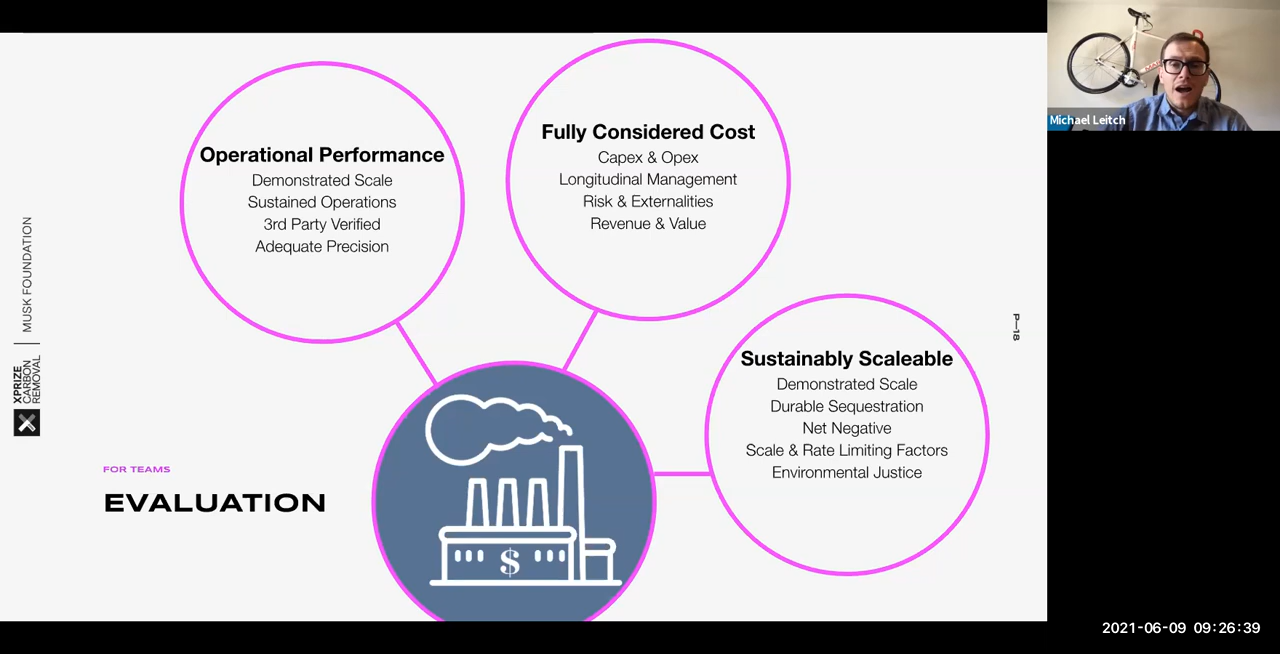 Operational Performance
Demonstrated Scale
Sustained Operations
3rd Party Verified
Adequate Precision
Fully Considered Cost
Capex & Opex
Longitudinal Management
Risk & Externalities
Revenue & Value
Sustainably Scaleable
Demonstrated Scale
Durable Sequestration
Net Negative
Scale & Rate Limiting Factors
Environmental Justice
FOR TEAMS
EVALUATION
$
XPRIZE
CARBON
REMOVAL
MUSK FOUNDATION
P—18
Michael Leitch
2021-06-09 09:26:39